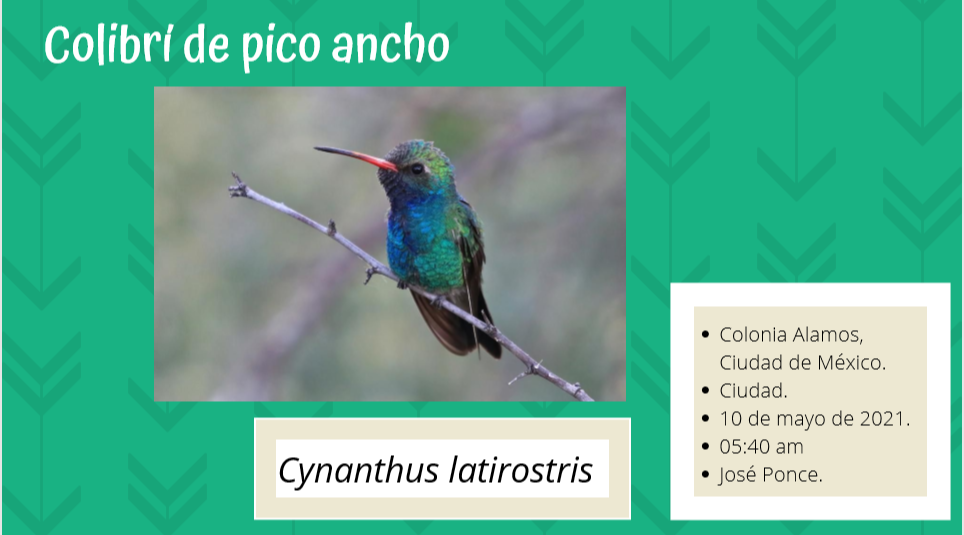 Colibrí de pico ancho
Cynanthus latirostris
Colonia Alamos,
Ciudad de México.
Ciudad.
10 de mayo de 2021.
05:40 am
José Ponce.